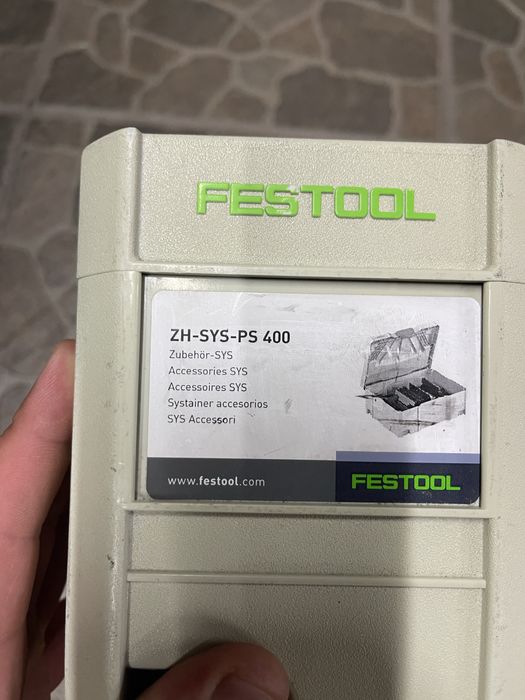 FESTOOL
ZH-SYS-PS 400
Zubehör-SYS
Accessories SYS
Accessoires SYS
Systainer accesorios
SYS Accessori
www.festool.com
FESTOOL